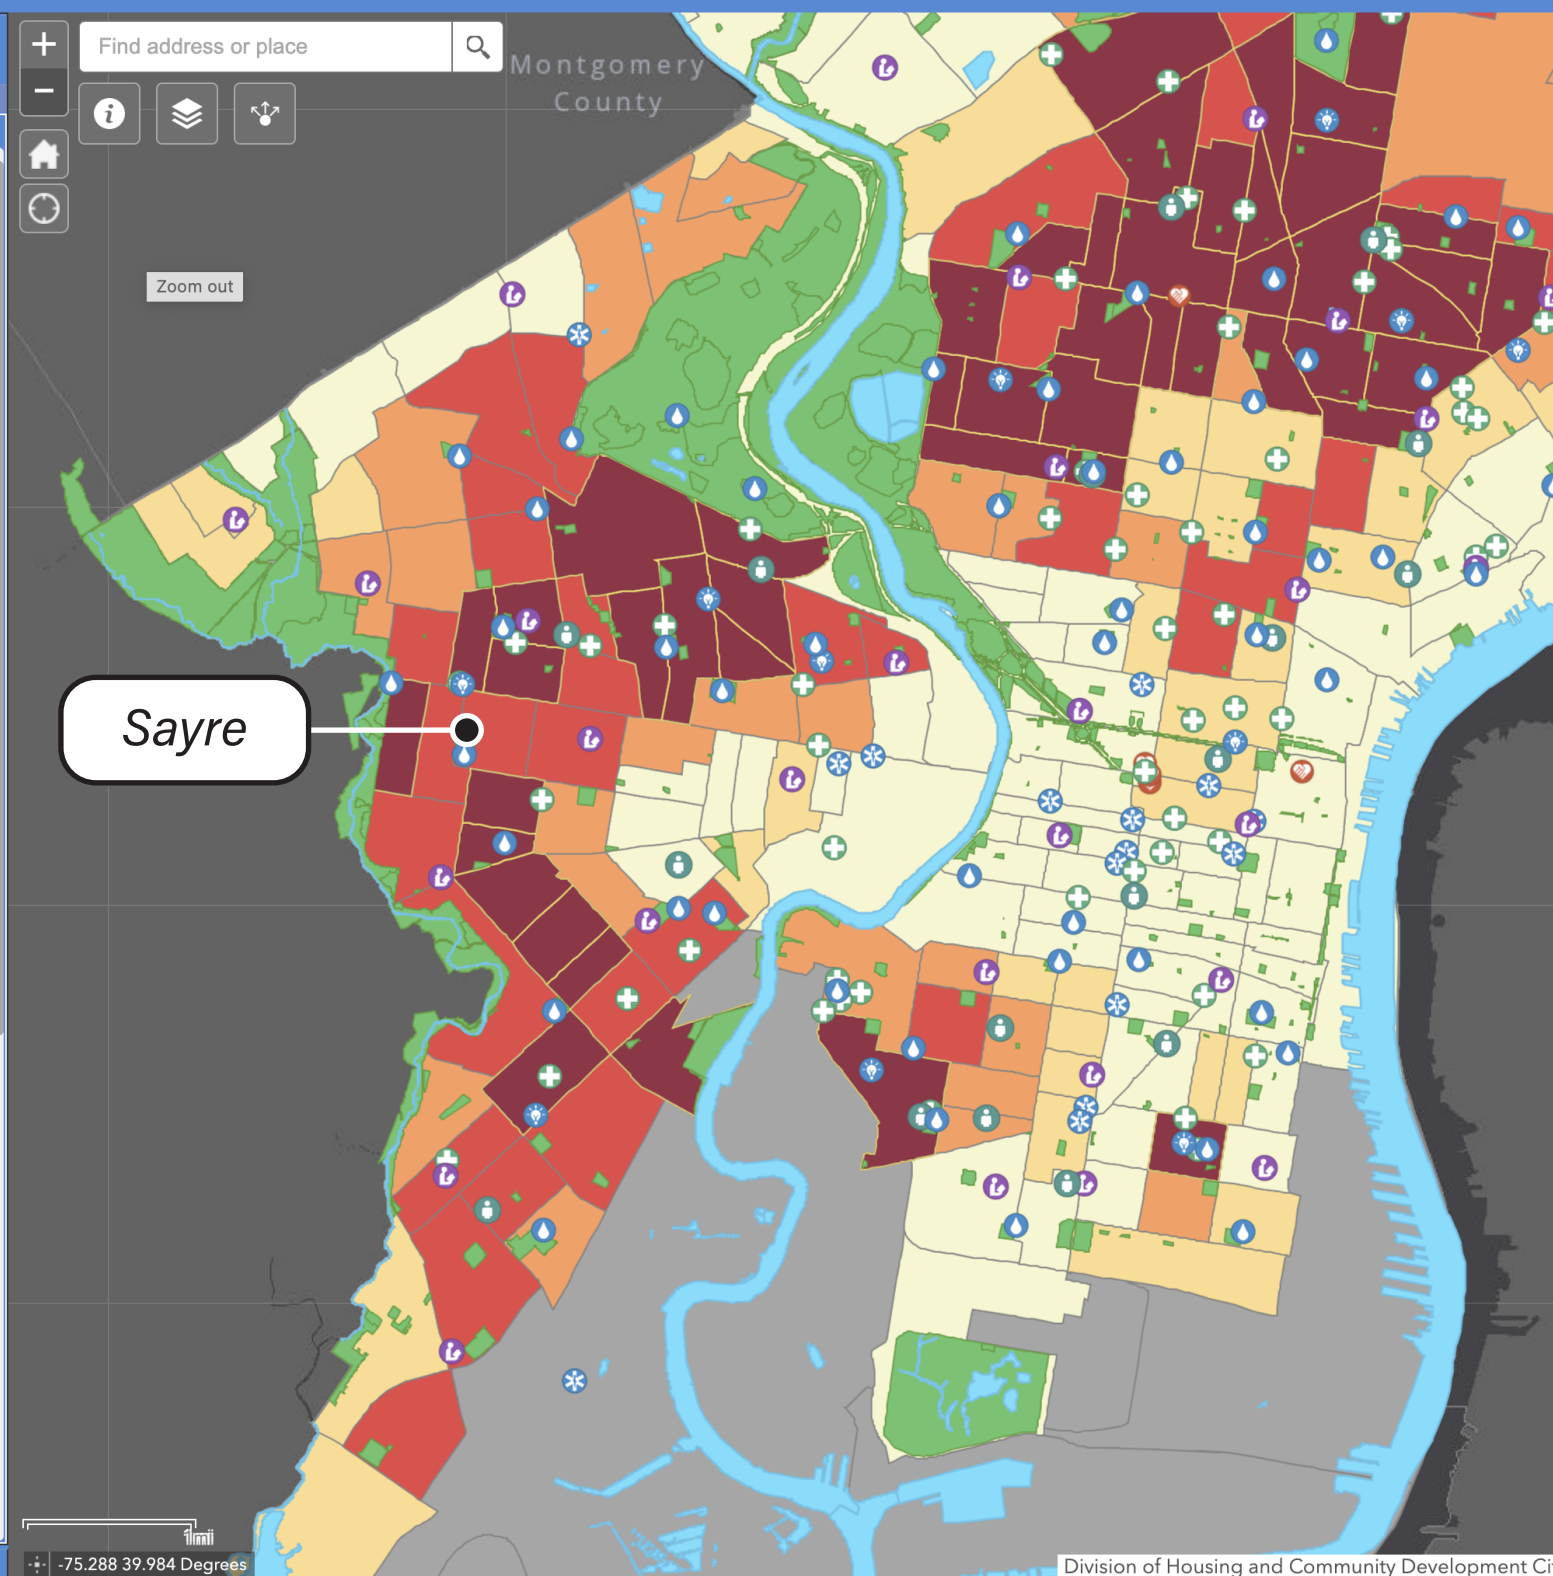 +
Find address or place
−
i
Montgomery
County
Zoom out
Sayre
-75.288 39.984 Degrees
Division of Housing and Community Development Ci